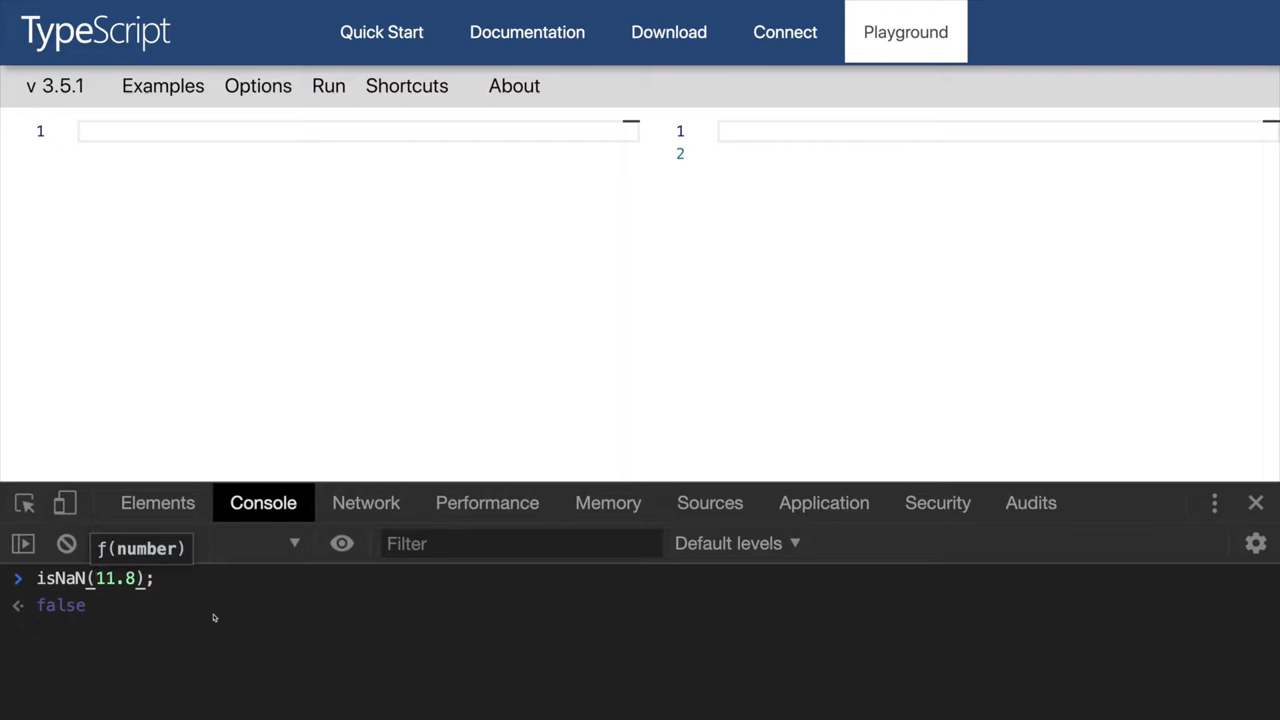 TypeScript Quick Start Documentation Download Connect Playground
v 3.5.1 Examples Options Run Shortcuts About
1 1
2
Elements Console Network Performance Memory Sources Application Security Audits
ƒ(number) Filter Default levels ▼
> isNaN(11.8);
false